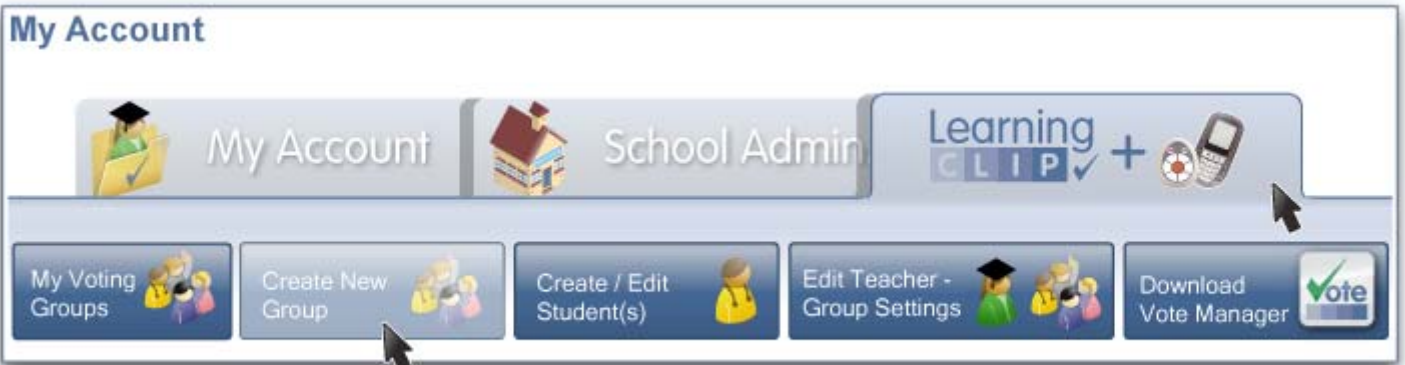 My Account
My Account
School Admin
Learning
CLIP +
My Voting
Groups
Create New
Group
Create / Edit
Student(s)
Edit Teacher -
Group Settings
Download
Vote Manager
Vote